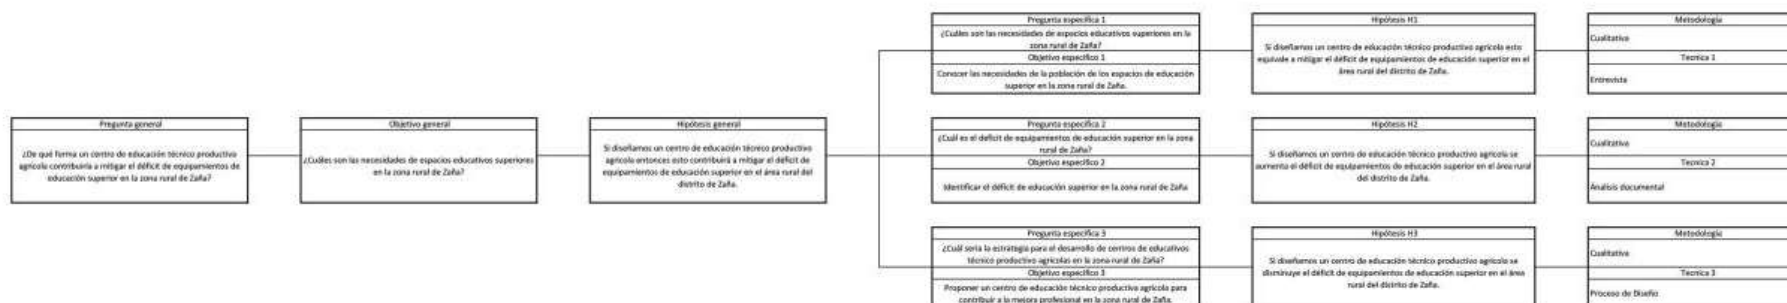 Pregunta general
¿De qué forma un centro de educación técnico productivo
agrícola contribuiría a mitigar el déficit de equipamientos de
educación superior en la zona rural de Zaña?
Objetivo general
¿Cuáles son las necesidades de espacios educativos superiores
en la zona rural de Zaña?
Hipótesis general
Si diseñamos un centro de educación técnico productivo
agrícola entonces esto contribuirá a mitigar el déficit de
equipamientos de educación superior en el área rural del
distrito de Zaña.
Pregunta específica 1
¿Cuáles son las necesidades de espacios educativos superiores en la
zona rural de Zaña?
Objetivo específico 1
Conocer las necesidades de la población de los espacios de educación
superior en la zona rural de Zaña.
Hipótesis H1
Si diseñamos un centro de educación técnico productivo agrícola esto
equivale a mitigar el déficit de equipamientos de educación superior en el
área rural del distrito de Zaña.
Metodología
Cualitativa
Tecnica 1
Entrevista
Pregunta específica 2
¿Cuál es el deficit de equipamientos de educación superior en la zona
rural de Zaña?
Objetivo específico 2
Identificar el déficit de educación superior en la zona rural de Zaña
Hipótesis H2
Si diseñamos un centro de educación técnico productivo agrícola se
aumenta el déficit de equipamientos de educación superior en el área rural
del distrito de Zaña.
Metodología
Cualitativa
Tecnica 2
Analisis documental
Pregunta específica 3
¿Cuál seria la estrategia para el desarrollo de centros de educativos
técnico productivo agrícolas en la zona rural de Zaña?
Objetivo específico 3
Proponer un centro de educación técnico productivo agrícola para
contribuir a la mejora profesional en la zona rural de Zaña.
Hipótesis H3
Si diseñamos un centro de educación técnico productivo agrícola se
disminuye el déficit de equipamientos de educación superior en el área
rural del distrito de Zaña.
Metodología
Cualitativa
Tecnica 3
Proceso de Diseño